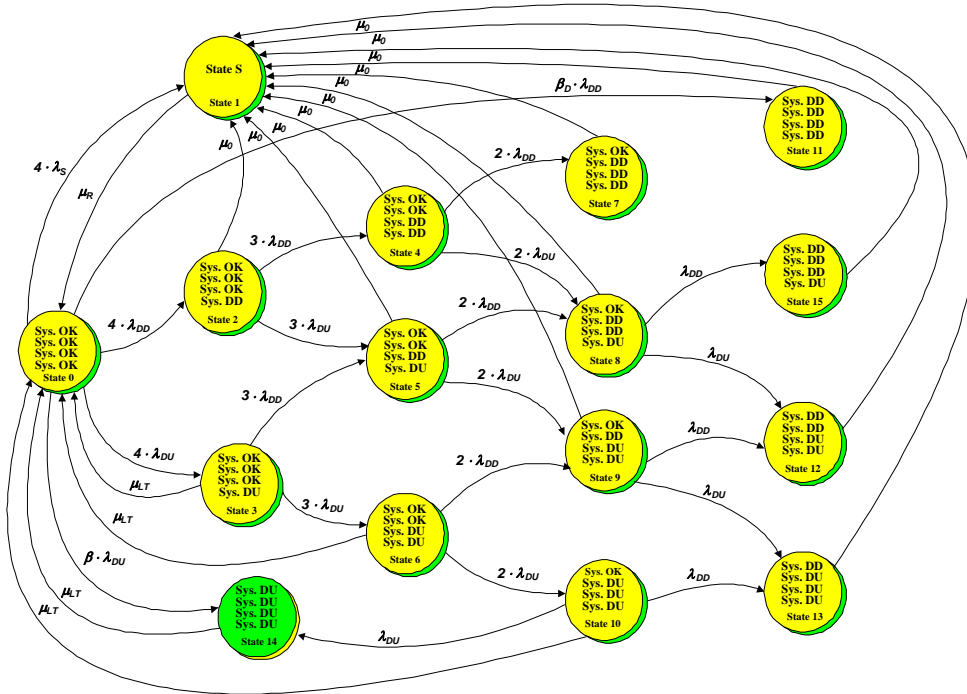 μ0
μ0
μ0
μ0
μ0
μ0
μ0
μ0
μ0
μ0
State S
State 1
βD · λDD
Sys. DD
Sys. DD
Sys. DD
Sys. DD
State 11
4 · λS
μR
Sys. OK
Sys. DD
Sys. DD
Sys. DD
State 7
2 · λDD
Sys. OK
Sys. OK
Sys. DD
Sys. DD
State 4
3 · λDD
2 · λDU
Sys. OK
Sys. OK
Sys. OK
Sys. DD
State 2
Sys. DD
Sys. DD
Sys. DD
Sys. DU
State 15
λDD
4 · λDD
3 · λDU
2 · λDD
Sys. OK
Sys. DD
Sys. DD
Sys. DU
State 8
Sys. OK
Sys. OK
Sys. OK
Sys. OK
State 0
Sys. OK
Sys. OK
Sys. DD
Sys. DU
State 5
λDU
2 · λDU
3 · λDD
Sys. DD
Sys. DD
Sys. DU
Sys. DU
State 12
λDD
Sys. OK
Sys. DD
Sys. DU
Sys. DU
State 9
4 · λDU
μLT
Sys. OK
Sys. OK
Sys. OK
Sys. DU
State 3
2 · λDD
3 · λDU
λDU
μLT
Sys. OK
Sys. OK
Sys. DU
Sys. DU
State 6
β · λDU
2 · λDU
λDD
Sys. DD
Sys. DU
Sys. DU
Sys. DU
State 13
Sys. OK
Sys. DU
Sys. DU
Sys. DU
State 10
μLT
μLT
Sys. DU
Sys. DU
Sys. DU
Sys. DU
State 14
λDU